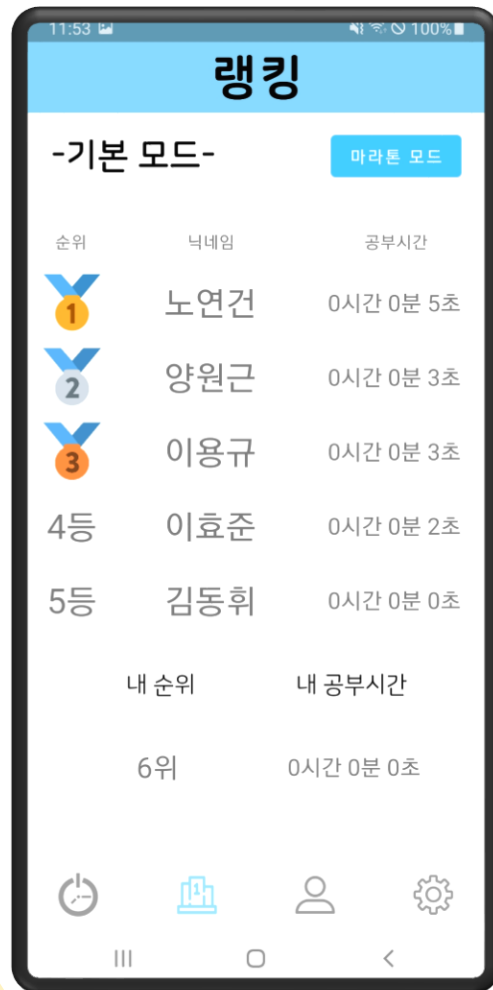 11:53 100%
랭킹
-기본 모드-
마라톤 모드
순위 닉네임 공부시간
1 노연건 0시간 0분 5초
2 양원근 0시간 0분 3초
3 이용규 0시간 0분 3초
4등 이효준 0시간 0분 2초
5등 김동휘 0시간 0분 0초
내 순위 내 공부시간
6위 0시간 0분 0초
1